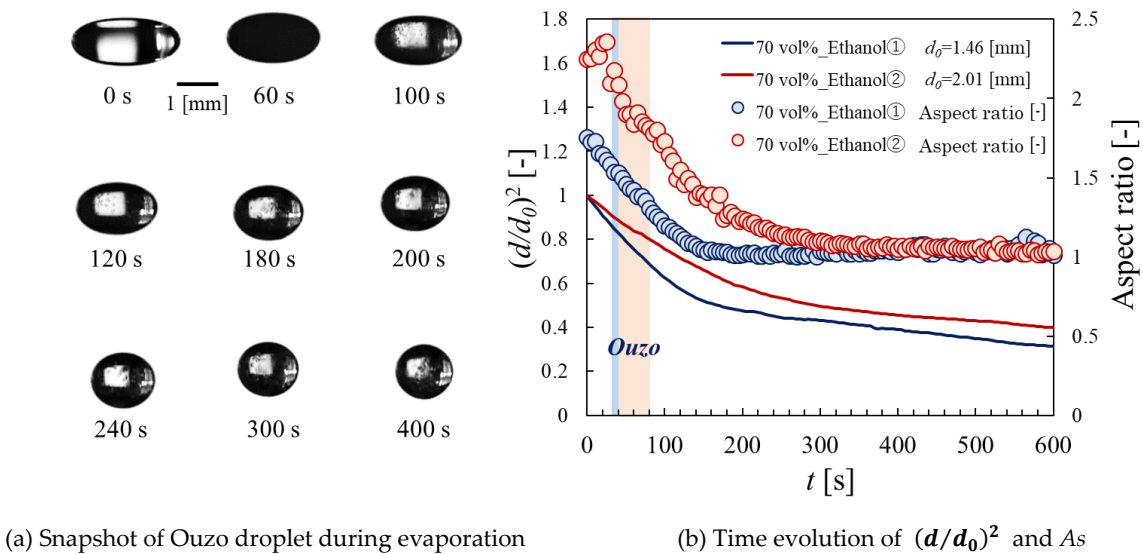 0 s
1 [mm]
60 s
100 s
120 s
180 s
200 s
240 s
300 s
400 s
(a) Snapshot of Ouzo droplet during evaporation
(d/d₀)² [-]
1.8
1.6
1.4
1.2
1
0.8
0.6
0.4
0.2
0
70 vol%_Ethanol① d₀=1.46 [mm]
70 vol%_Ethanol② d₀=2.01 [mm]
70 vol%_Ethanol① Aspect ratio [-]
70 vol%_Ethanol② Aspect ratio [-]
Ouzo
2.5
2
1.5
1
0.5
0
Aspect ratio [-]
0 100 200 300 400 500 600
t [s]
(b) Time evolution of (d/d₀)² and As